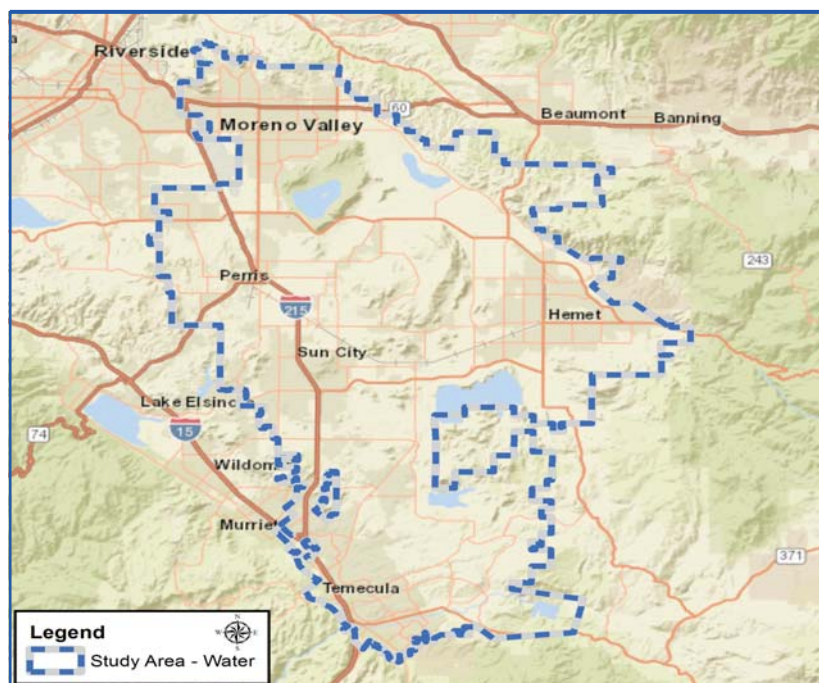 Riverside
60
Beaumont
Banning
Moreno Valley
243
Perris
215
Hemet
Sun City
Lake Elsinc
15
74
Wildom
Murriet
371
Temecula
Legend
N
W E
S
Study Area - Water